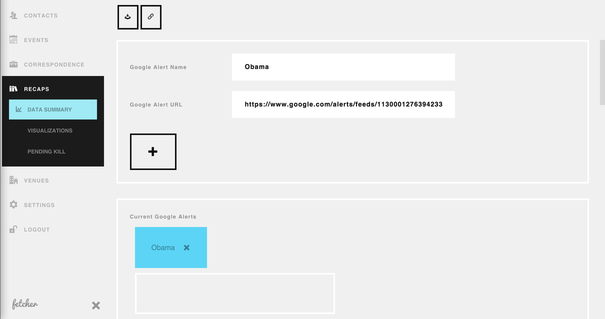 CONTACTS
EVENTS
CORRESPONDENCE
RECAPS
DATA SUMMARY
VISUALIZATIONS
PENDING KILL
VENUES
SETTINGS
LOGOUT
fetcher
Google Alert Name
Obama
Google Alert URL
https://www.google.com/alerts/feeds/1130001276394233
+
Current Google Alerts
Obama ✕